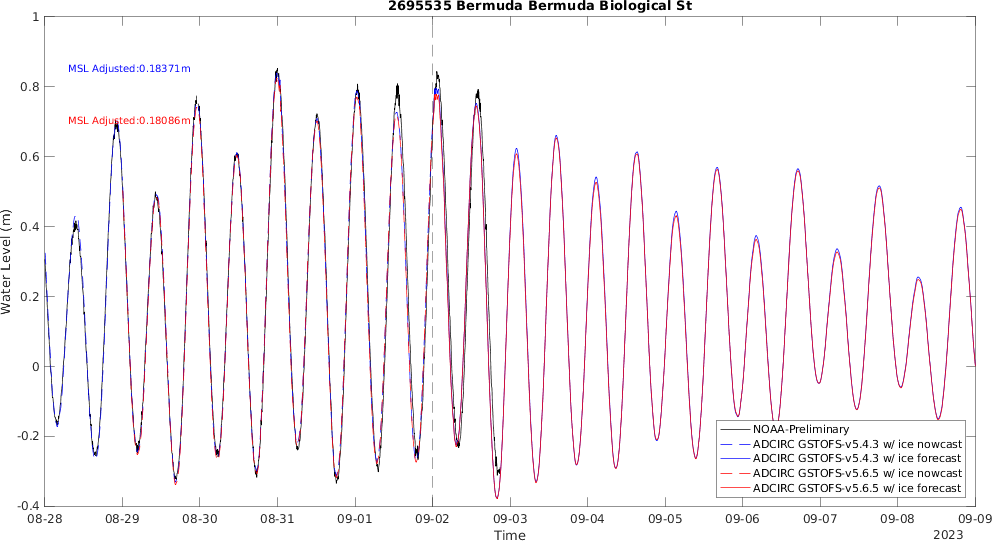 2695535 Bermuda Bermuda Biological St
1
MSL Adjusted:0.18371m
0.8
MSL Adjusted:0.18086m
0.6
0.4
Water Level (m)
0.2
0
-0.2
-0.4
NOAA-Preliminary
ADCIRC GSTOFS-v5.4.3 w/ ice nowcast
ADCIRC GSTOFS-v5.4.3 w/ ice forecast
ADCIRC GSTOFS-v5.6.5 w/ ice nowcast
ADCIRC GSTOFS-v5.6.5 w/ ice forecast
08-28 08-29 08-30 08-31 09-01 09-02 09-03 09-04 09-05 09-06 09-07 09-08 09-09
Time
2023